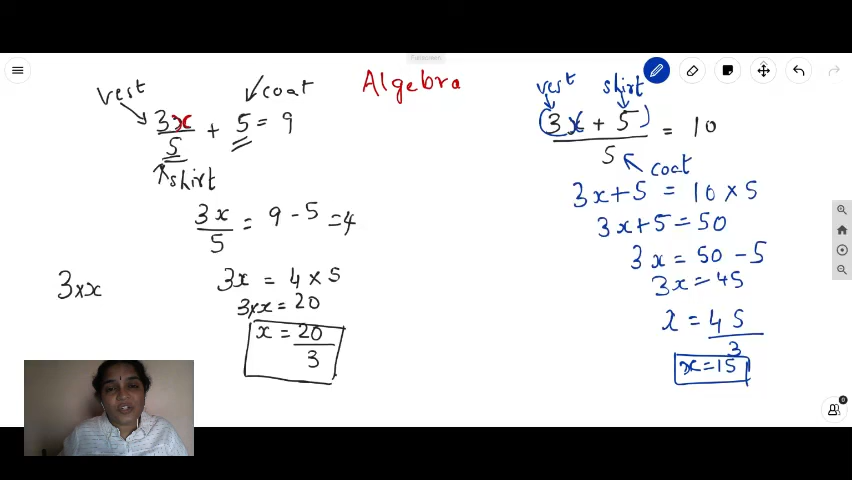 Fullscreen
Algebra
vest
coat
3x/5 + 5 = 9
shirt
3x/5 = 9 - 5 = 4
3x = 4 × 5
3×x = 20
x = 20/3
3×x
vest shirt
(3x + 5)/5 = 10
coat
3x + 5 = 10 × 5
3x + 5 = 50
3x = 50 - 5
3x = 45
x = 45/3
x = 15
0